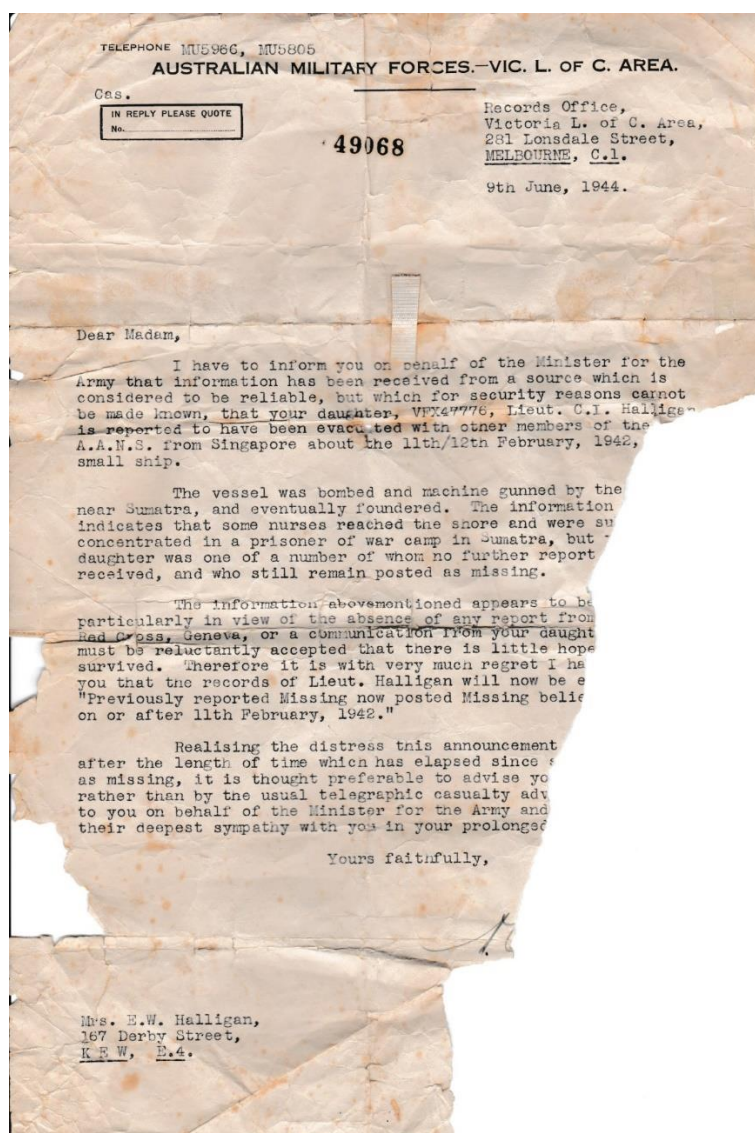 TELEPHONE MU5966, MU5805
AUSTRALIAN MILITARY FORCES.—VIC. L. OF C. AREA.
Cas.
IN REPLY PLEASE QUOTE
No.
49068
Records Office,
Victoria L. of C. Area,
281 Lonsdale Street,
MELBOURNE, C.1.
9th June, 1944.
Dear Madam,
I have to inform you on behalf of the Minister for the
Army that information has been received from a source which is
considered to be reliable, but which for security reasons cannot
be made known, that your daughter, VFX47776, Lieut. C.I. Halligan
is reported to have been evacuated with other members of the
A.A.N.S. from Singapore about the 11th/12th February, 1942,
small ship.
The vessel was bombed and machine gunned by the
near Sumatra, and eventually foundered. The information
indicates that some nurses reached the shore and were su
concentrated in a prisoner of war camp in Sumatra, but
daughter was one of a number of whom no further report
received, and who still remain posted as missing.
The information abovementioned appears to be
particularly in view of the absence of any report from
Red Cross, Geneva, or a communication from your daught
must be reluctantly accepted that there is little hope
survived. Therefore it is with very much regret I ha
you that the records of Lieut. Halligan will now be e
"Previously reported Missing now posted Missing belie
on or after 11th February, 1942."
Realising the distress this announcement
after the length of time which has elapsed since
as missing, it is thought preferable to advise yo
rather than by the usual telegraphic casualty adv
to you on behalf of the Minister for the Army and
their deepest sympathy with you in your prolonged
Yours faithfully,
Mrs. E.W. Halligan,
167 Derby Street,
KEW, E.4.